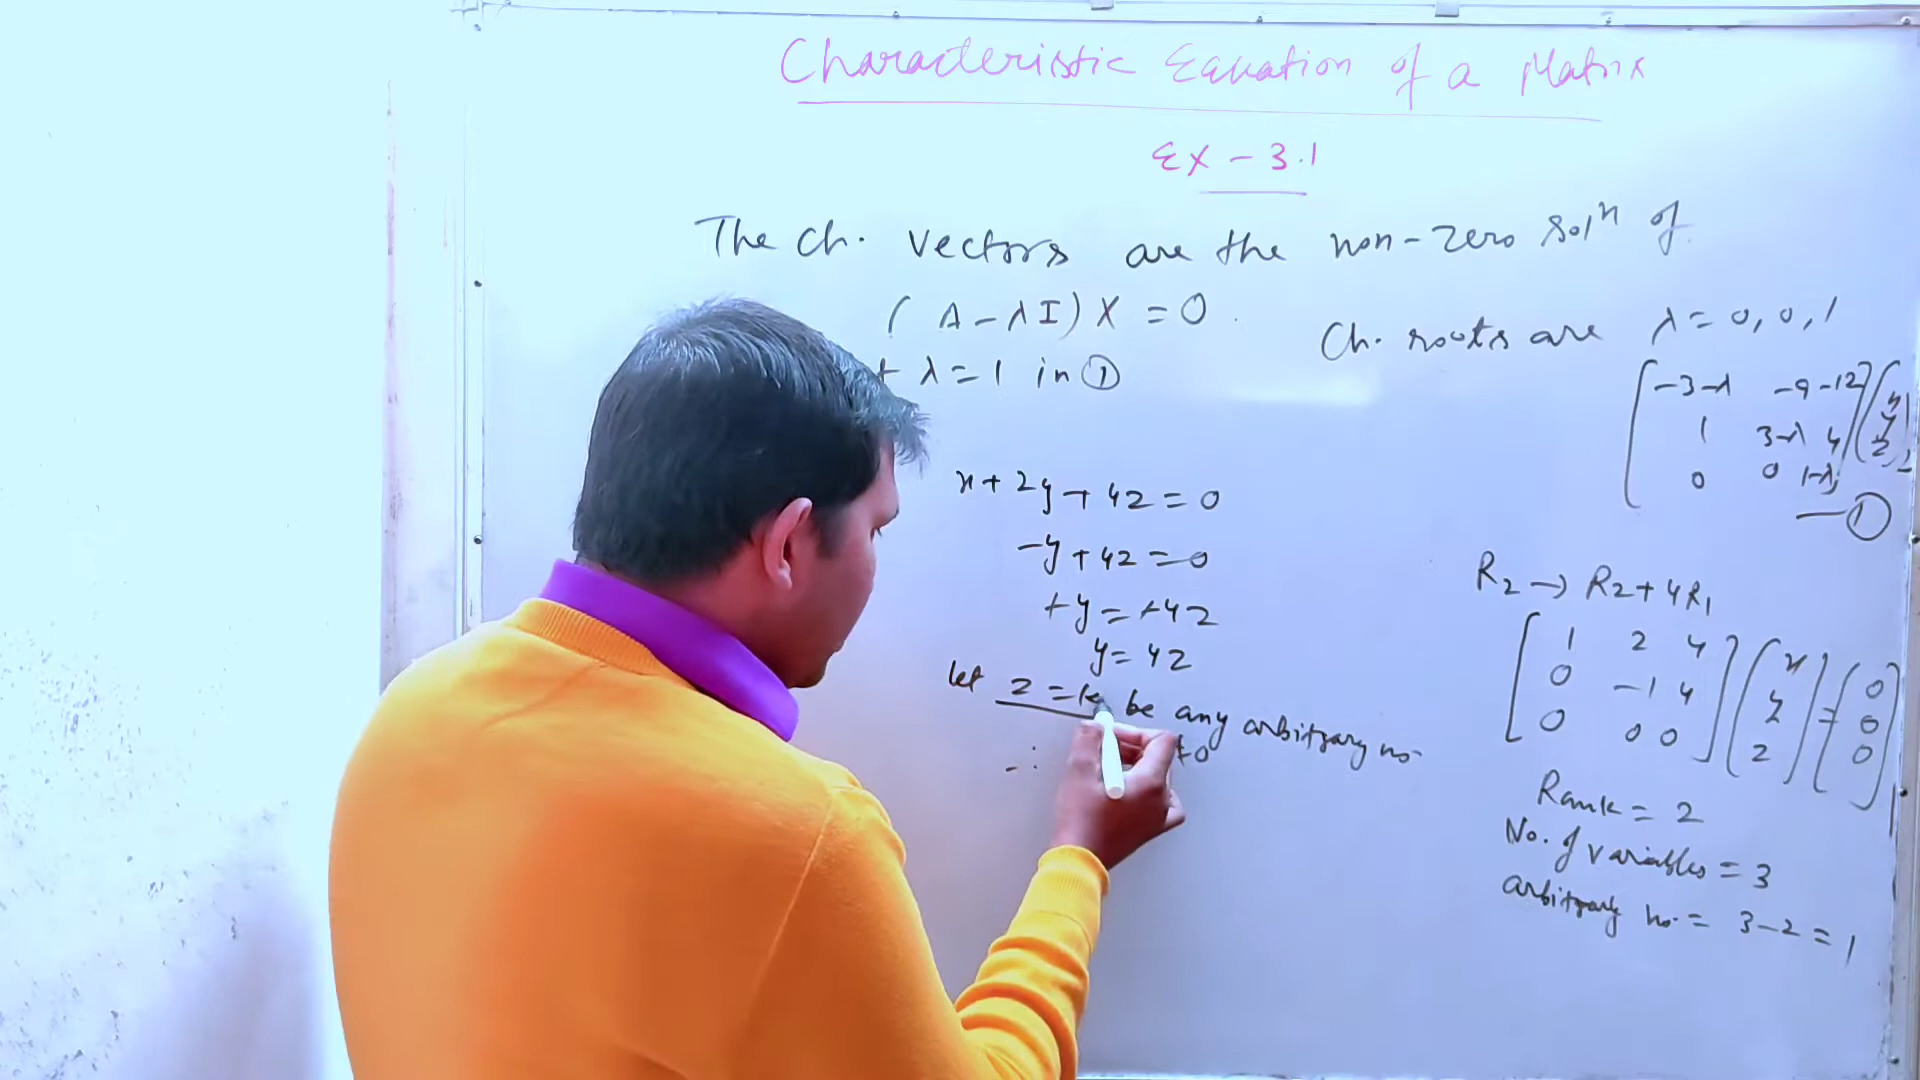 Characteristic Equation of a Matrix
Ex - 3.1
The ch. vectors are the non-zero solⁿ of
(A-λI)X = 0.
λ=1 in ①
x+2y+4z=0
-y+4z=0
+y=+4z
y=4z
let z=k be any arbitrary no.
≠0
Ch. roots are λ=0,0,1
-3-λ -9 -12 x
1 3-λ 4 y
0 0 1-λ z
— ①
R₂ → R₂+4R₁
1 2 4 x 0
0 -1 4 y = 0
0 0 0 z 0
Rank = 2
No. of variables = 3
arbitrary no. = 3-2=1